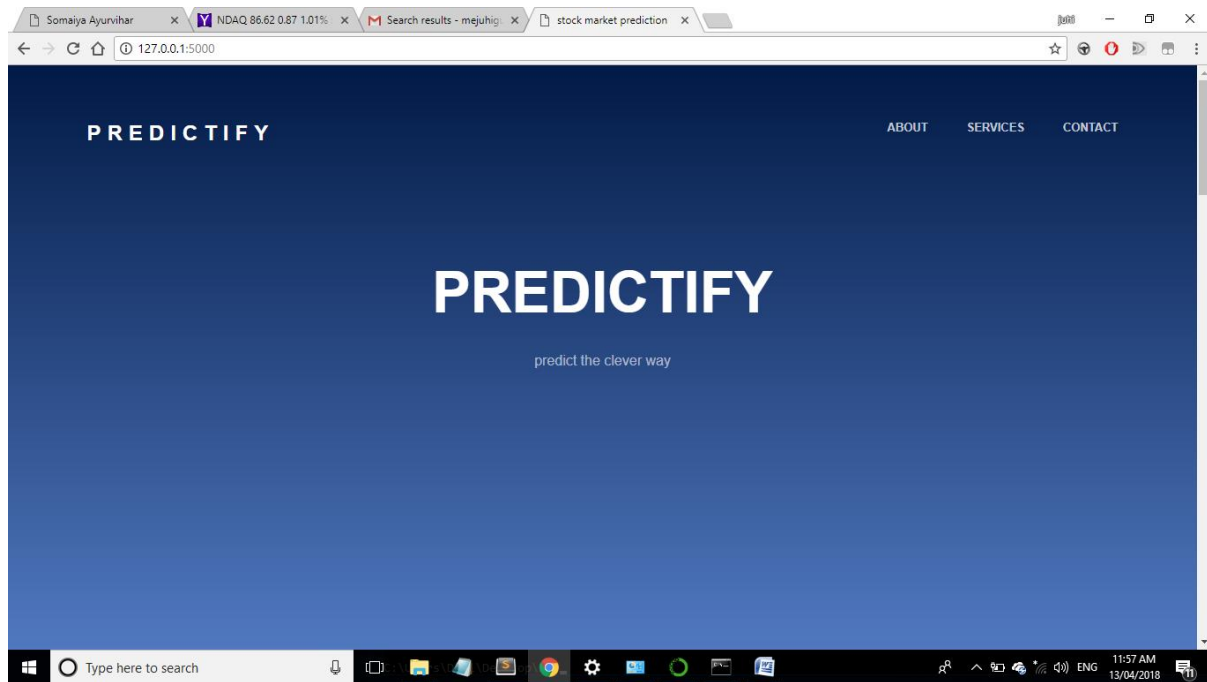 Somaiya Ayurvihar
NDAQ 86.62 0.87 1.01%
Search results - mejuhig
stock market prediction
127.0.0.1:5000
PREDICTIFY
ABOUT SERVICES CONTACT
PREDICTIFY
predict the clever way
Type here to search
ENG
11:57 AM
13/04/2018